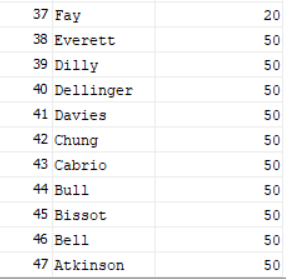 37 Fay 20
38 Everett 50
39 Dilly 50
40 Dellinger 50
41 Davies 50
42 Chung 50
43 Cabrio 50
44 Bull 50
45 Bissot 50
46 Bell 50
47 Atkinson 50